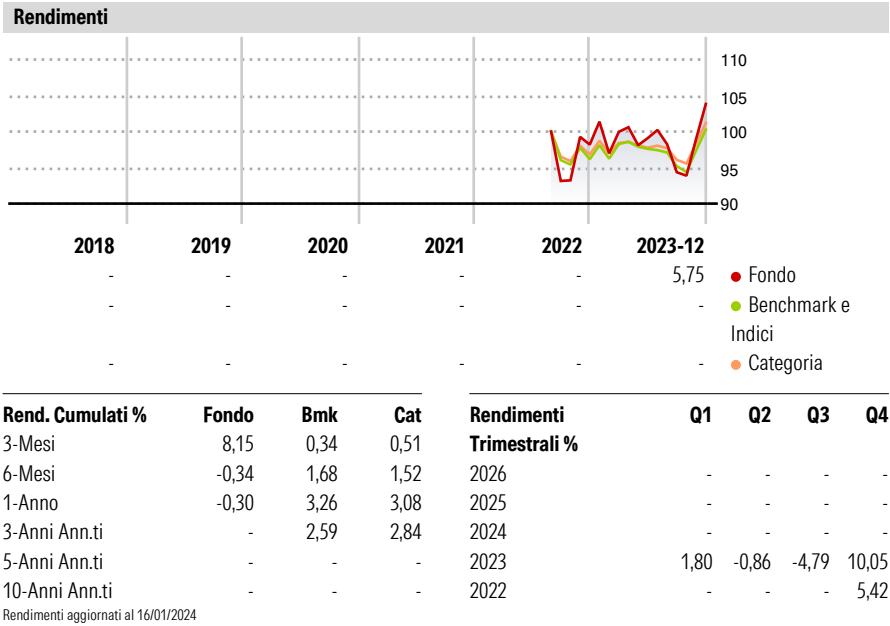 Rendimenti
110
105
100
95
90
2018 2019 2020 2021 2022 2023-12
- - - - - 5,75 Fondo
- - - - - - Benchmark e
Indici
- - - - - - Categoria
Rend. Cumulati % Fondo Bmk Cat
3-Mesi 8,15 0,34 0,51
6-Mesi -0,34 1,68 1,52
1-Anno -0,30 3,26 3,08
3-Anni Ann.ti - 2,59 2,84
5-Anni Ann.ti - - -
10-Anni Ann.ti - - -
Rendimenti Q1 Q2 Q3 Q4
Trimestrali %
2026 - - - -
2025 - - - -
2024 - - - -
2023 1,80 -0,86 -4,79 10,05
2022 - - - 5,42
Rendimenti aggiornati al 16/01/2024